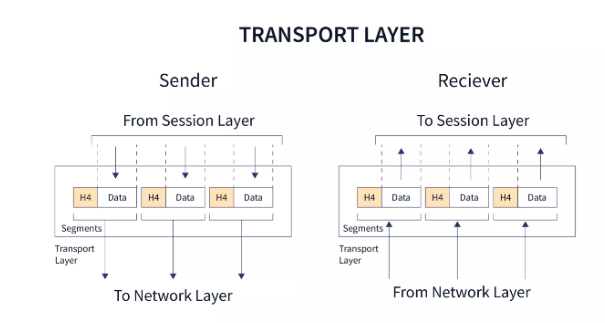 TRANSPORT LAYER
Sender
From Session Layer
H4 Data H4 Data H4 Data
Segments
Transport
Layer
To Network Layer
Reciever
To Session Layer
H4 Data H4 Data H4 Data
Segments
Transport
Layer
From Network Layer